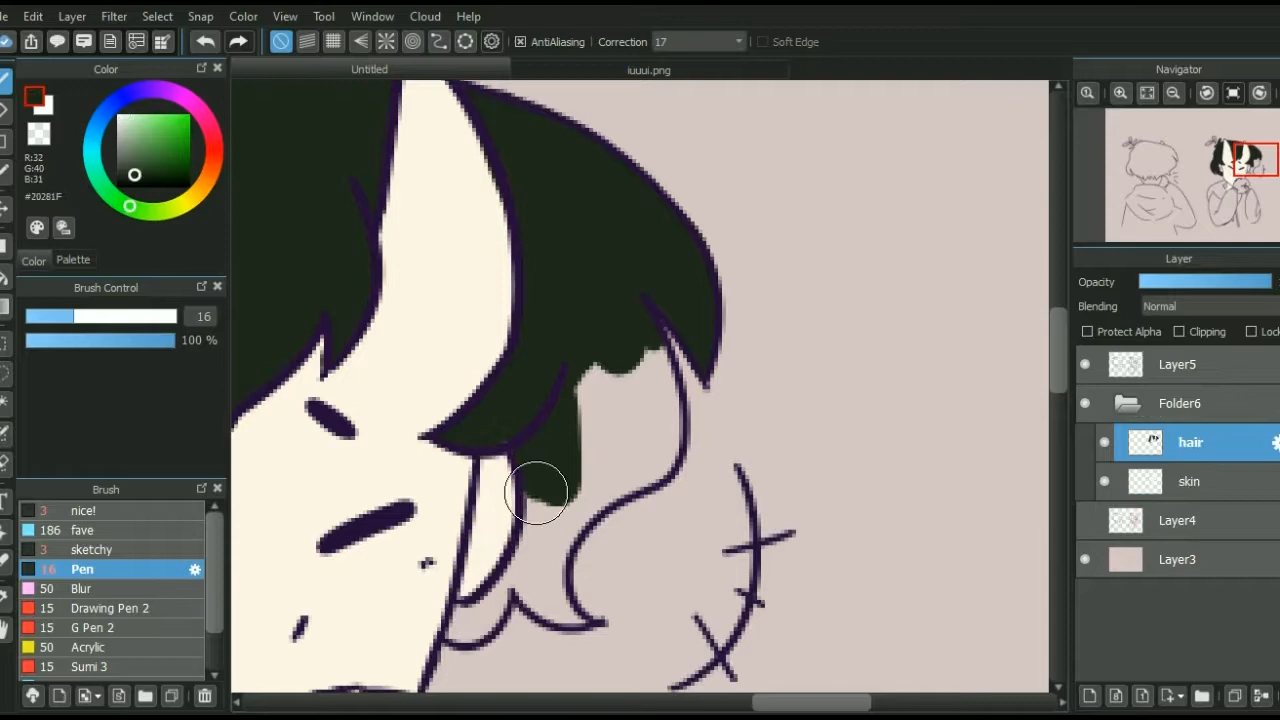 Edit Layer Filter Select Snap Color View Tool Window Cloud Help
AntiAliasing Correction 17 Soft Edge
Color
Untitled
iuuui.png
Navigator
R:32
G:40
B:31
#20281F
Color Palette
Brush Control
16
100 %
Layer
Opacity
Blending Normal
Protect Alpha Clipping Loc
Layer5
Folder6
hair
skin
Layer4
Layer3
Brush
3 nice!
186 fave
3 sketchy
16 Pen
50 Blur
15 Drawing Pen 2
15 G Pen 2
50 Acrylic
15 Sumi 3